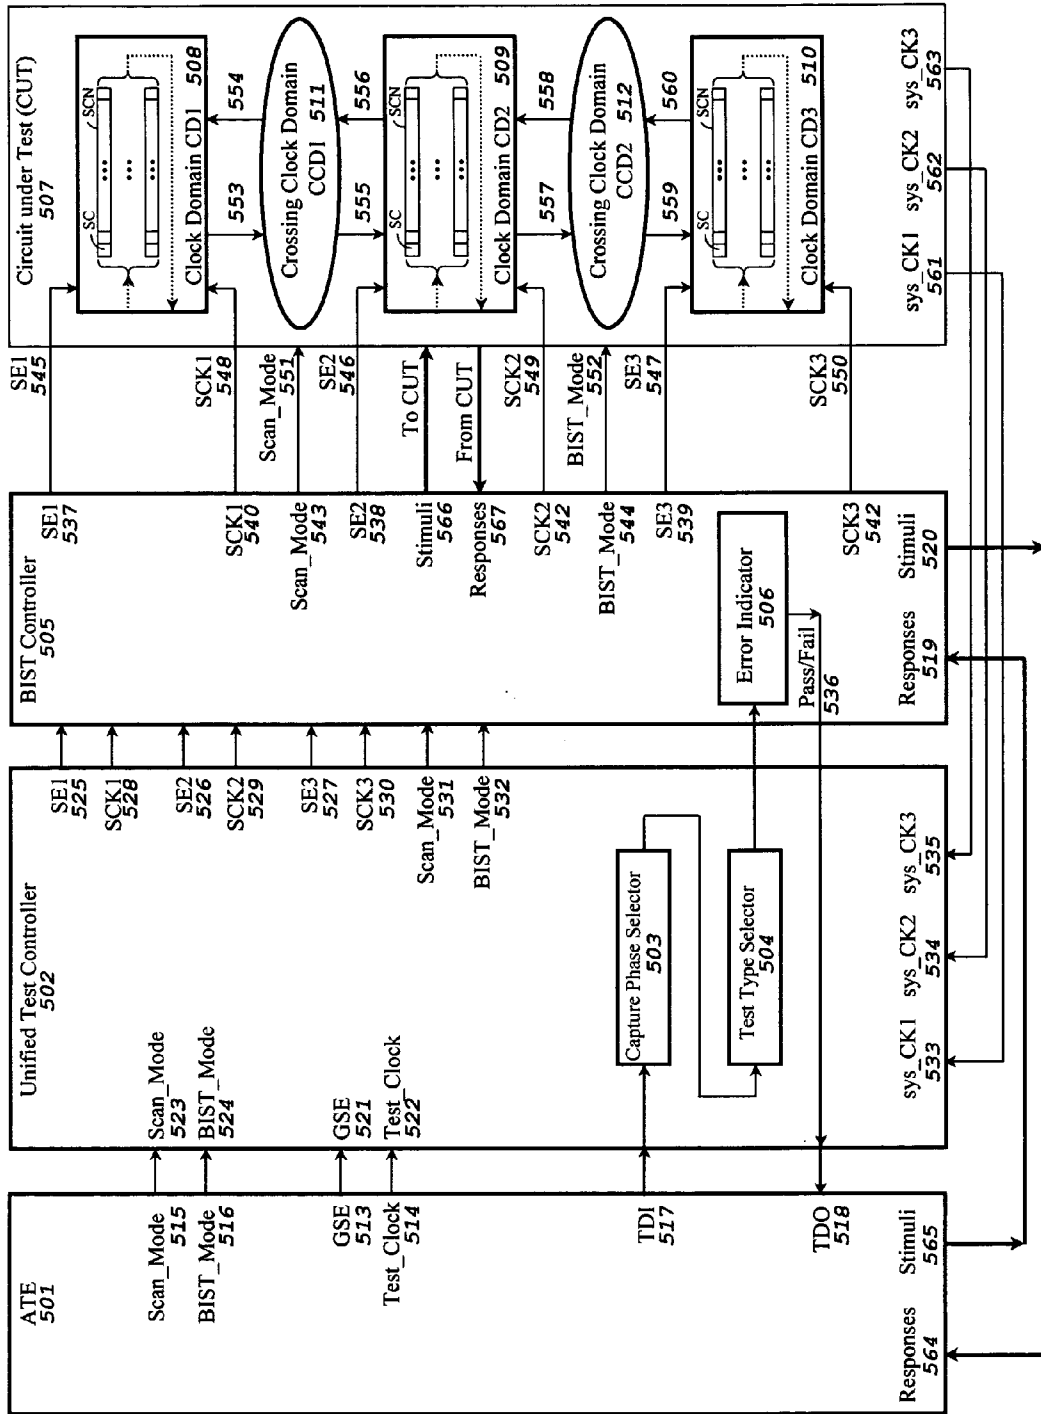 ATE
501
Scan_Mode
515
BIST_Mode
516
GSE
513
Test_Clock
514
TDI
517
TDO
518
Stimuli
565
Responses
564
Unified Test Controller
502
Scan_Mode
523
BIST_Mode
524
GSE
521
Test_Clock
522
SE1
525
SCK1
528
SE2
526
SCK2
529
SE3
527
SCK3
530
Scan_Mode
531
BIST_Mode
532
Capture Phase Selector
503
Test Type Selector
504
sys_CK1
533
sys_CK2
534
sys_CK3
535
BIST Controller
505
SE1
537
SCK1
540
Scan_Mode
543
SE2
538
Stimuli
566
Responses
567
SCK2
542
BIST_Mode
544
SE3
539
SCK3
542
Error Indicator
506
Pass/Fail
536
Responses
519
Stimuli
520
SE1
545
SCK1
548
Scan_Mode
551
SE2
546
To CUT
From CUT
SCK2
549
BIST_Mode
552
SE3
547
SCK3
550
Circuit under Test (CUT)
507
SC
SCN
Clock Domain CD1
508
553
554
Crossing Clock Domain
CCD1
511
555
556
SC
SCN
Clock Domain CD2
509
557
558
Crossing Clock Domain
CCD2
512
559
560
SC
SCN
Clock Domain CD3
510
sys_CK1
561
sys_CK2
562
sys_CK3
563